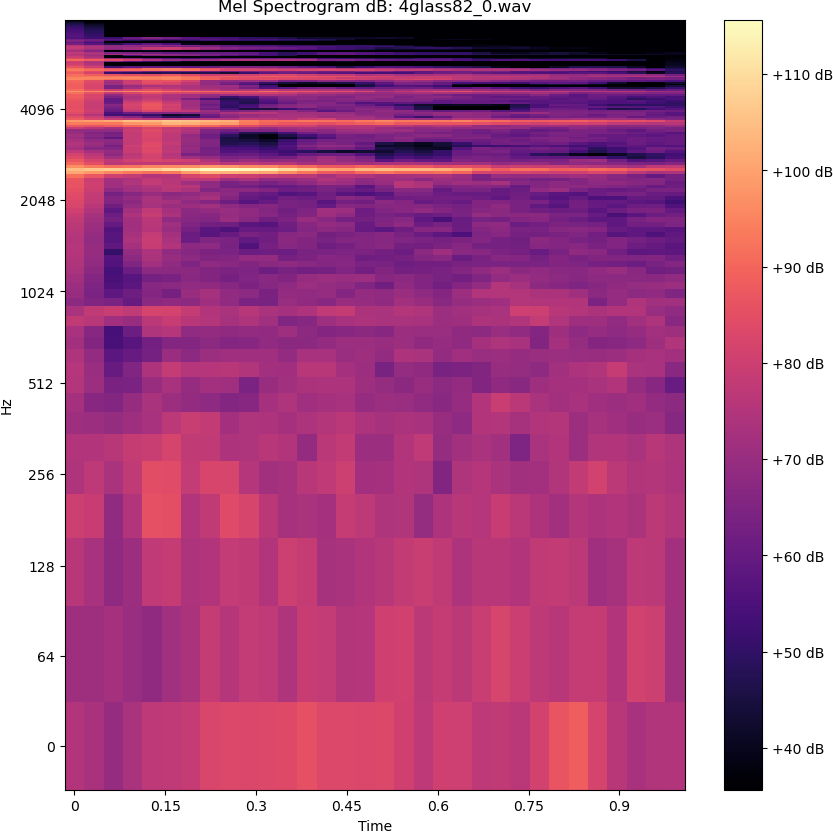 Mel Spectrogram dB: 4glass82_0.wav
4096
2048
1024
512
256
128
64
0
Hz
0 0.15 0.3 0.45 0.6 0.75 0.9
Time
+110 dB
+100 dB
+90 dB
+80 dB
+70 dB
+60 dB
+50 dB
+40 dB